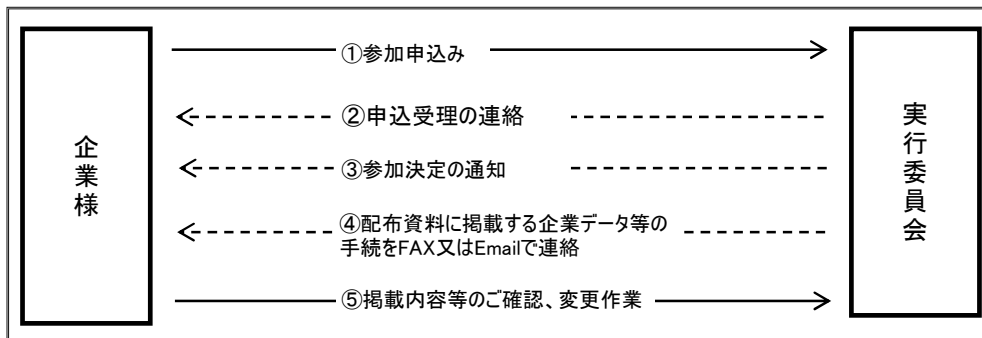 企業様
①参加申込み
②申込受理の連絡
③参加決定の通知
④配布資料に掲載する企業データ等の
手続をFAX又はEmailで連絡
⑤掲載内容等のご確認、変更作業
実行委員会